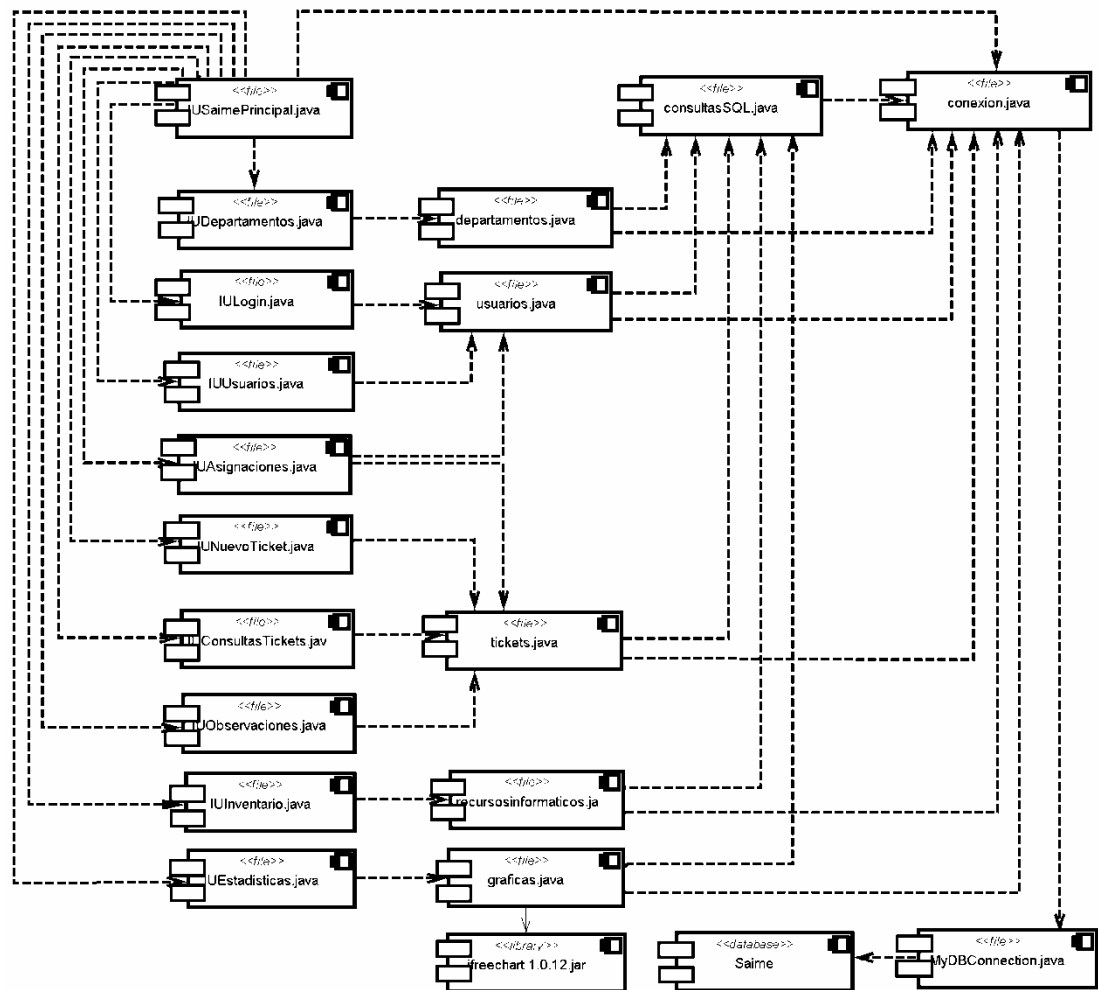 <<file>>
IUSaimePrincipal.java
<<file>>
consultasSQL.java
<<file>>
conexion.java
<<file>>
IUDepartamentos.java
<<file>>
departamentos.java
<<file>>
IULogin.java
<<file>>
usuarios.java
<<file>>
IUUsuarios.java
<<file>>
IUAsignaciones.java
<<file>>
IUNuevoTicket.java
<<file>>
IUConsultasTickets.jav
<<file>>
tickets.java
<<file>>
IUObservaciones.java
<<file>>
IUInventario.java
<<file>>
recursosinformaticos.ja
<<file>>
UEstadisticas.java
<<file>>
graficas.java
<<library>>
jfreechart 1.0.12.jar
<<database>>
Saime
<<file>>
MyDBConnection.java